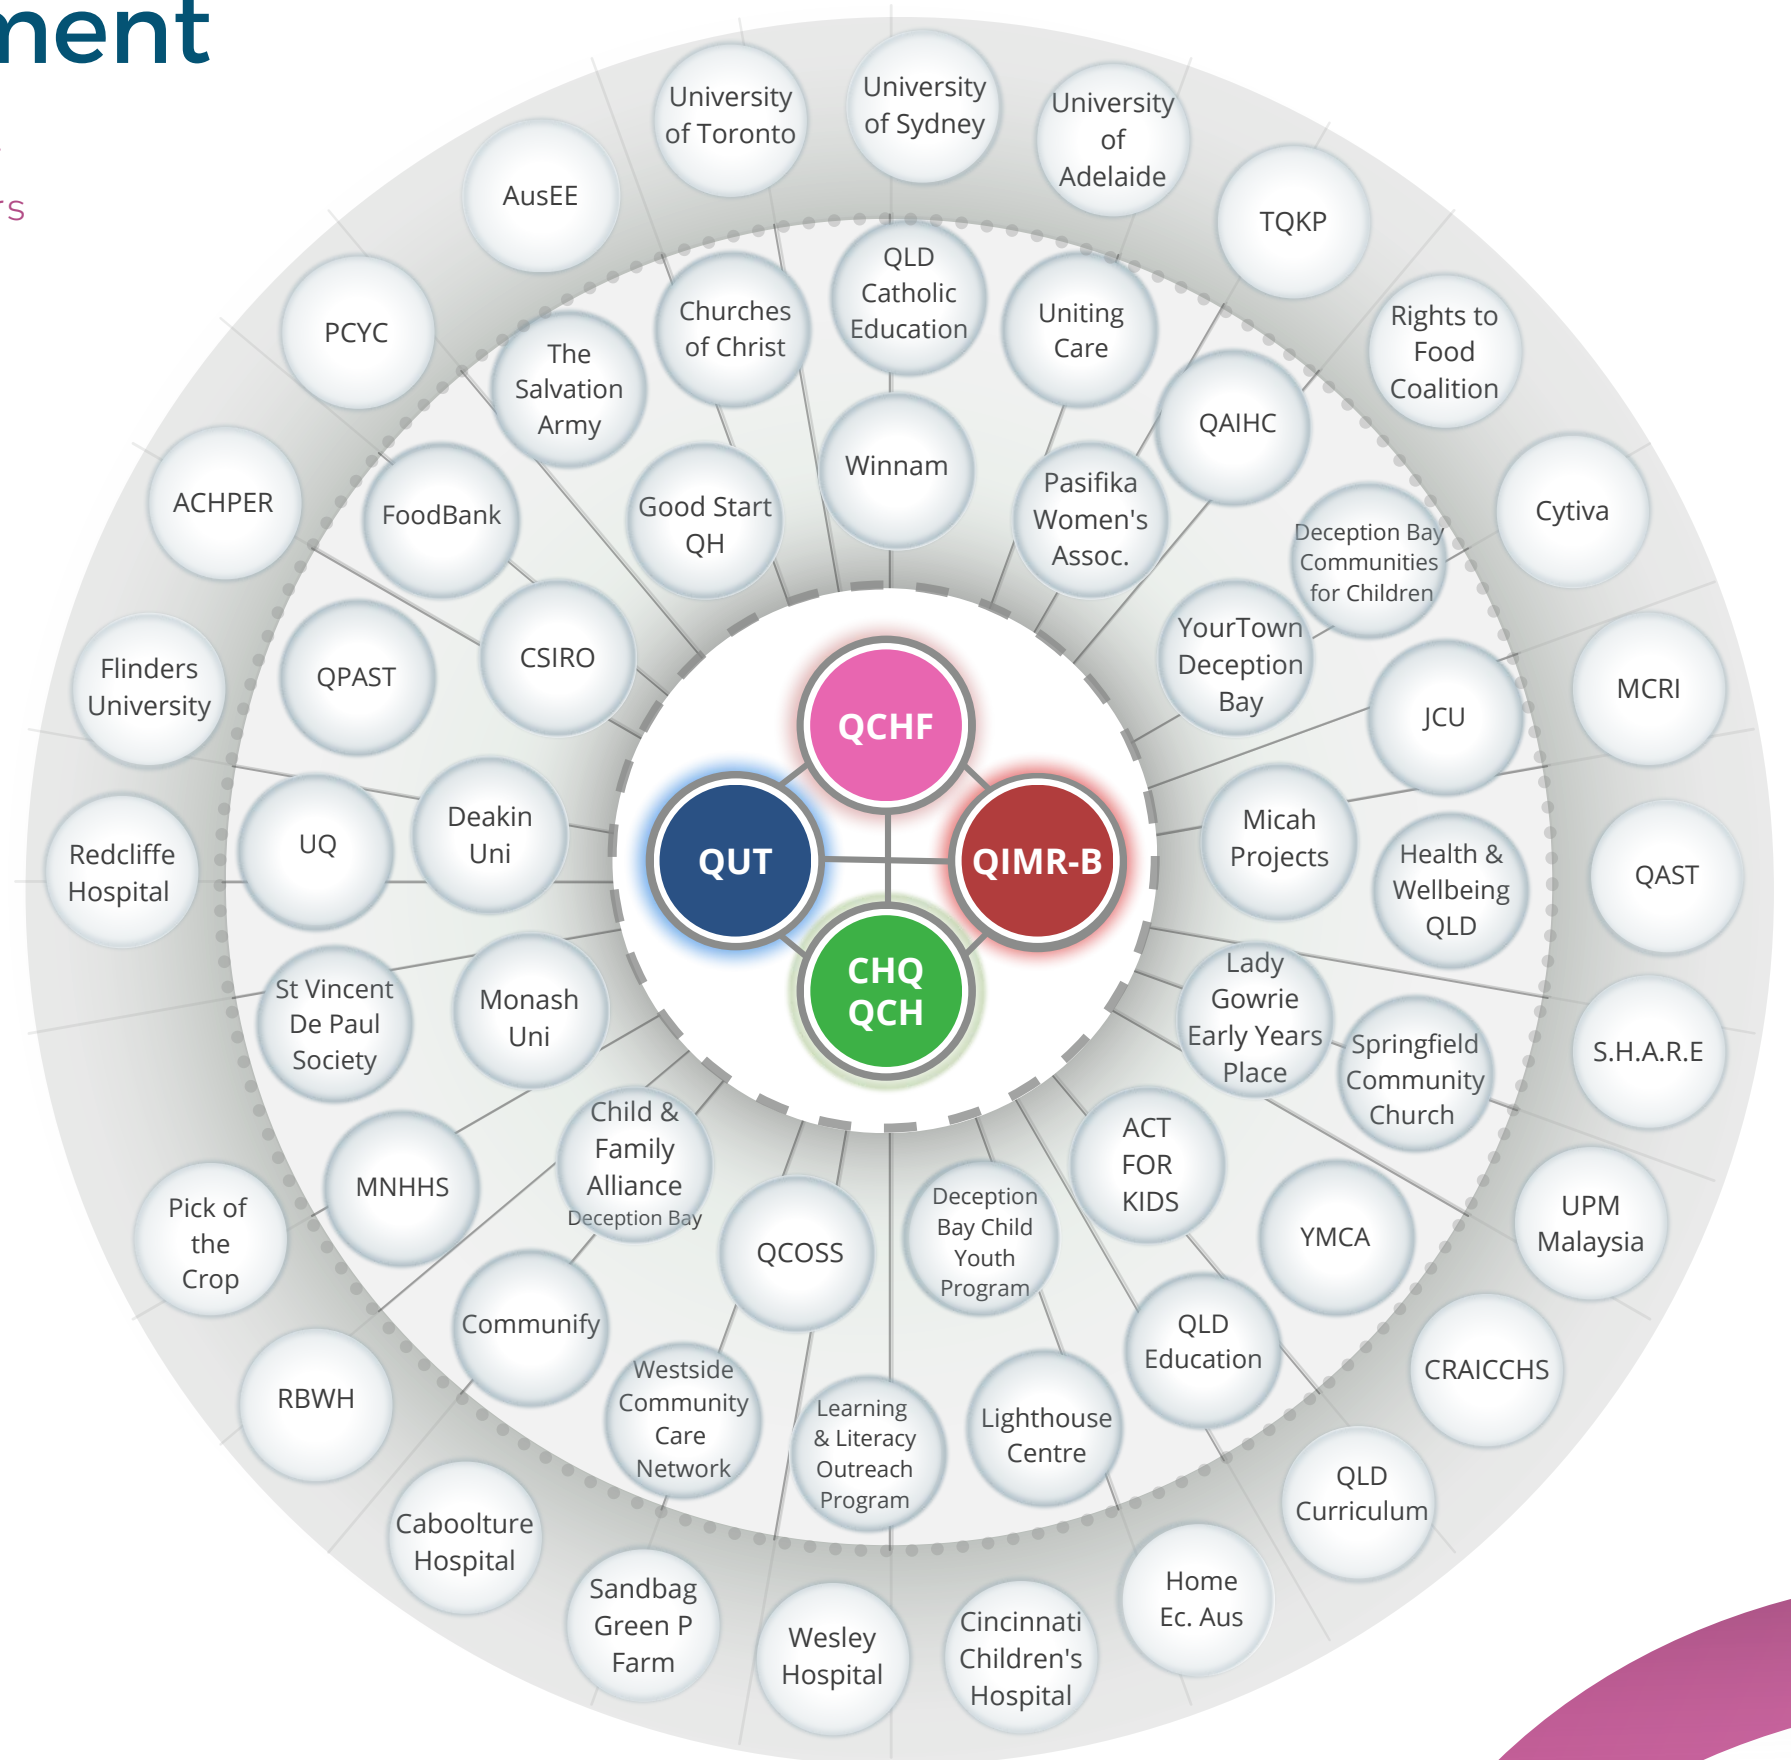 ment
rs
University
of Toronto
University
of Sydney
University
of
Adelaide
AusEE
TQKP
PCYC
Rights to
Food
Coalition
ACHPER
Cytiva
Flinders
University
MCRI
Redcliffe
Hospital
QAST
S.H.A.R.E
Pick of
the
Crop
UPM
Malaysia
RBWH
CRAICCHS
Caboolture
Hospital
QLD
Curriculum
Sandbag
Green P
Farm
Wesley
Hospital
Cincinnati
Children's
Hospital
Home
Ec. Aus
QLD
Catholic
Education
Churches
of Christ
Uniting
Care
The
Salvation
Army
QAIHC
FoodBank
Deception Bay
Communities
for Children
QPAST
JCU
UQ
Health &
Wellbeing
QLD
St Vincent
De Paul
Society
Springfield
Community
Church
MNHHS
YMCA
Communify
QLD
Education
Westside
Community
Care
Network
Learning
& Literacy
Outreach
Program
Lighthouse
Centre
Winnam
Good Start
QH
Pasifika
Women's
Assoc.
CSIRO
YourTown
Deception
Bay
Deakin
Uni
Micah
Projects
Monash
Uni
Lady
Gowrie
Early Years
Place
Child &
Family
Alliance
Deception Bay
ACT
FOR
KIDS
QCOSS
Deception
Bay Child
Youth
Program
QCHF
QUT
QIMR-B
CHQ
QCH